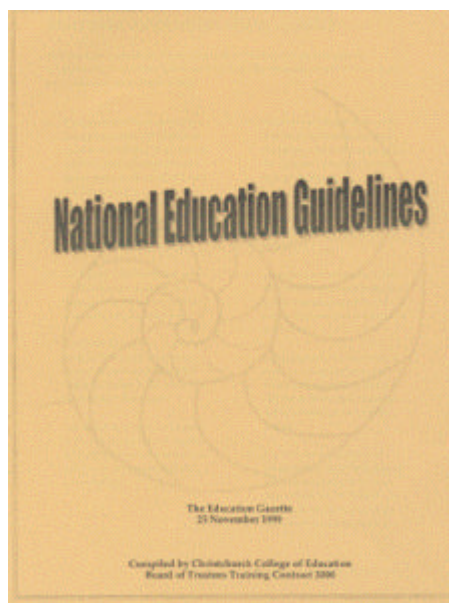 National Education Guidelines
The Education Gazette
25 November 1999
Compiled by Christchurch College of Education
Board of Trustees Training Contract 2000